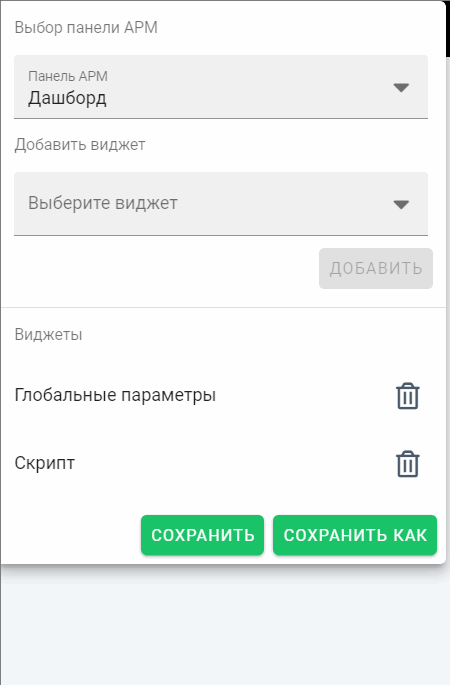 Выбор панели АРМ
Панель АРМ
Дашборд
Добавить виджет
Выберите виджет
ДОБАВИТЬ
Виджеты
Глобальные параметры
Скрипт
СОХРАНИТЬ
СОХРАНИТЬ КАК